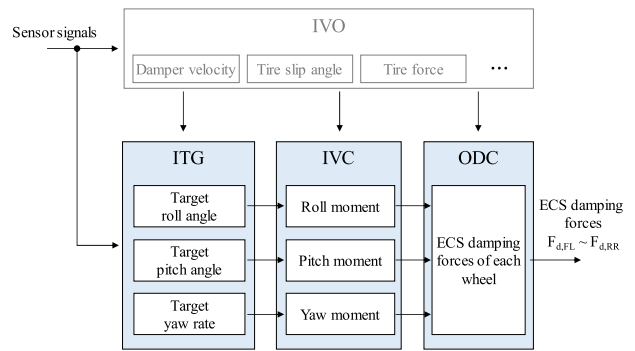 Sensor signals
IVO
Damper velocity
Tire slip angle
Tire force
...
ITG
IVC
ODC
Target
roll angle
Roll moment
Target
pitch angle
Pitch moment
Target
yaw rate
Yaw moment
ECS damping
forces of each
wheel
ECS damping
forces
F_d,FL ~ F_d,RR